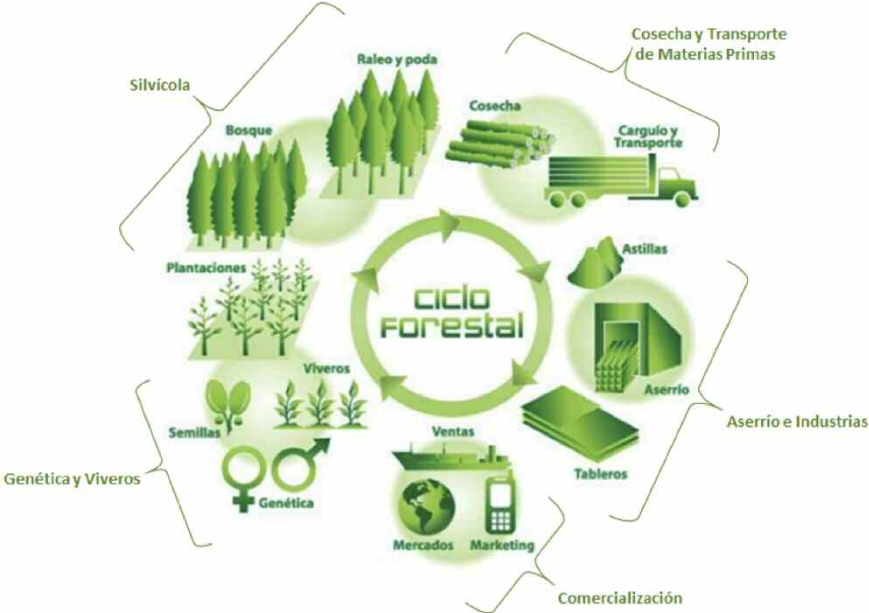 Cosecha y Transporte
de Materias Primas
Silvícola
Raleo y poda
Cosecha
Bosque
Carguío y
Transporte
Astillas
Plantaciones
Ciclo
Forestal
Viveros
Aserrío
Semillas
Ventas
Aserrío e Industrias
Tableros
Genética y Viveros
Genética
Mercados
Marketing
Comercialización